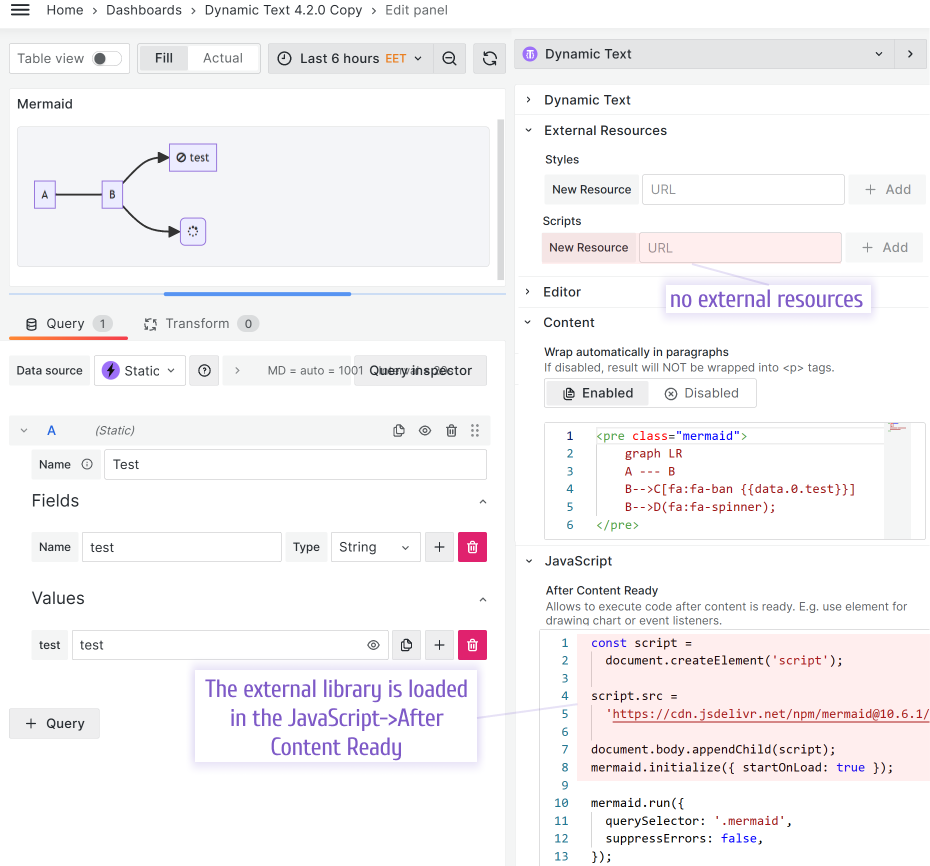 Home > Dashboards > Dynamic Text 4.2.0 Copy > Edit panel
Table view
Fill
Actual
Last 6 hours EET
Mermaid
A
B
test
Query 1
Transform 0
Data source
Static
MD = auto = 1001
Query inspector
A
(Static)
Name
Test
Fields
Name
test
Type
String
Values
test
test
The external library is loaded
in the JavaScript->After
Content Ready
+ Query
Dynamic Text
Dynamic Text
External Resources
Styles
New Resource
URL
+ Add
Scripts
New Resource
URL
+ Add
no external resources
Editor
Content
Wrap automatically in paragraphs
If disabled, result will NOT be wrapped into <p> tags.
Enabled
Disabled
1 <pre class="mermaid">
2 graph LR
3 A --- B
4 B-->C[fa:fa-ban {{data.0.test}}]
5 B-->D(fa:fa-spinner);
6 </pre>
JavaScript
After Content Ready
Allows to execute code after content is ready. E.g. use element for
drawing chart or event listeners.
1 const script =
2 document.createElement('script');
3
4 script.src =
5 'https://cdn.jsdelivr.net/npm/mermaid@10.6.1/
6
7 document.body.appendChild(script);
8 mermaid.initialize({ startOnLoad: true });
9
10 mermaid.run({
11 querySelector: '.mermaid',
12 suppressErrors: false,
13 });